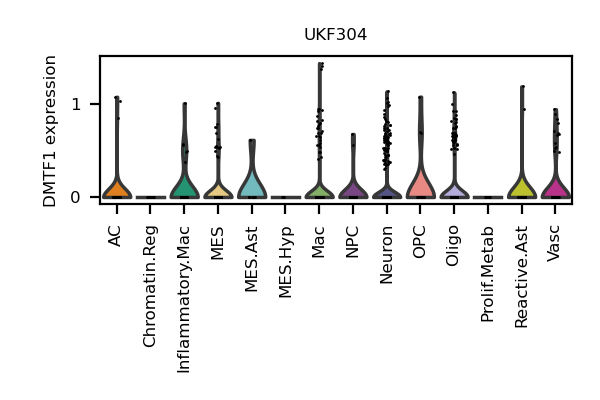 UKF304
DMTF1 expression
1
0
AC
Chromatin.Reg
Inflammatory.Mac
MES
MES.Ast
MES.Hyp
Mac
NPC
Neuron
OPC
Oligo
Prolif.Metab
Reactive.Ast
Vasc